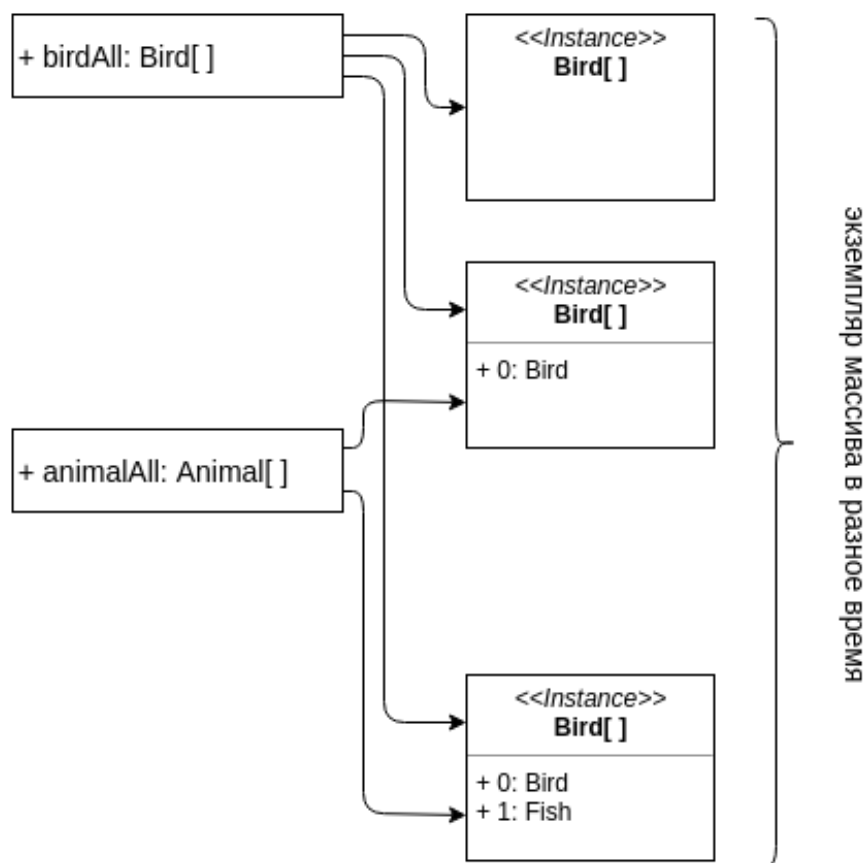 + birdAll: Bird[ ]
<<Instance>>
Bird[ ]
<<Instance>>
Bird[ ]
+ 0: Bird
+ animalAll: Animal[ ]
<<Instance>>
Bird[ ]
+ 0: Bird
+ 1: Fish
экземпляр массива в разное время